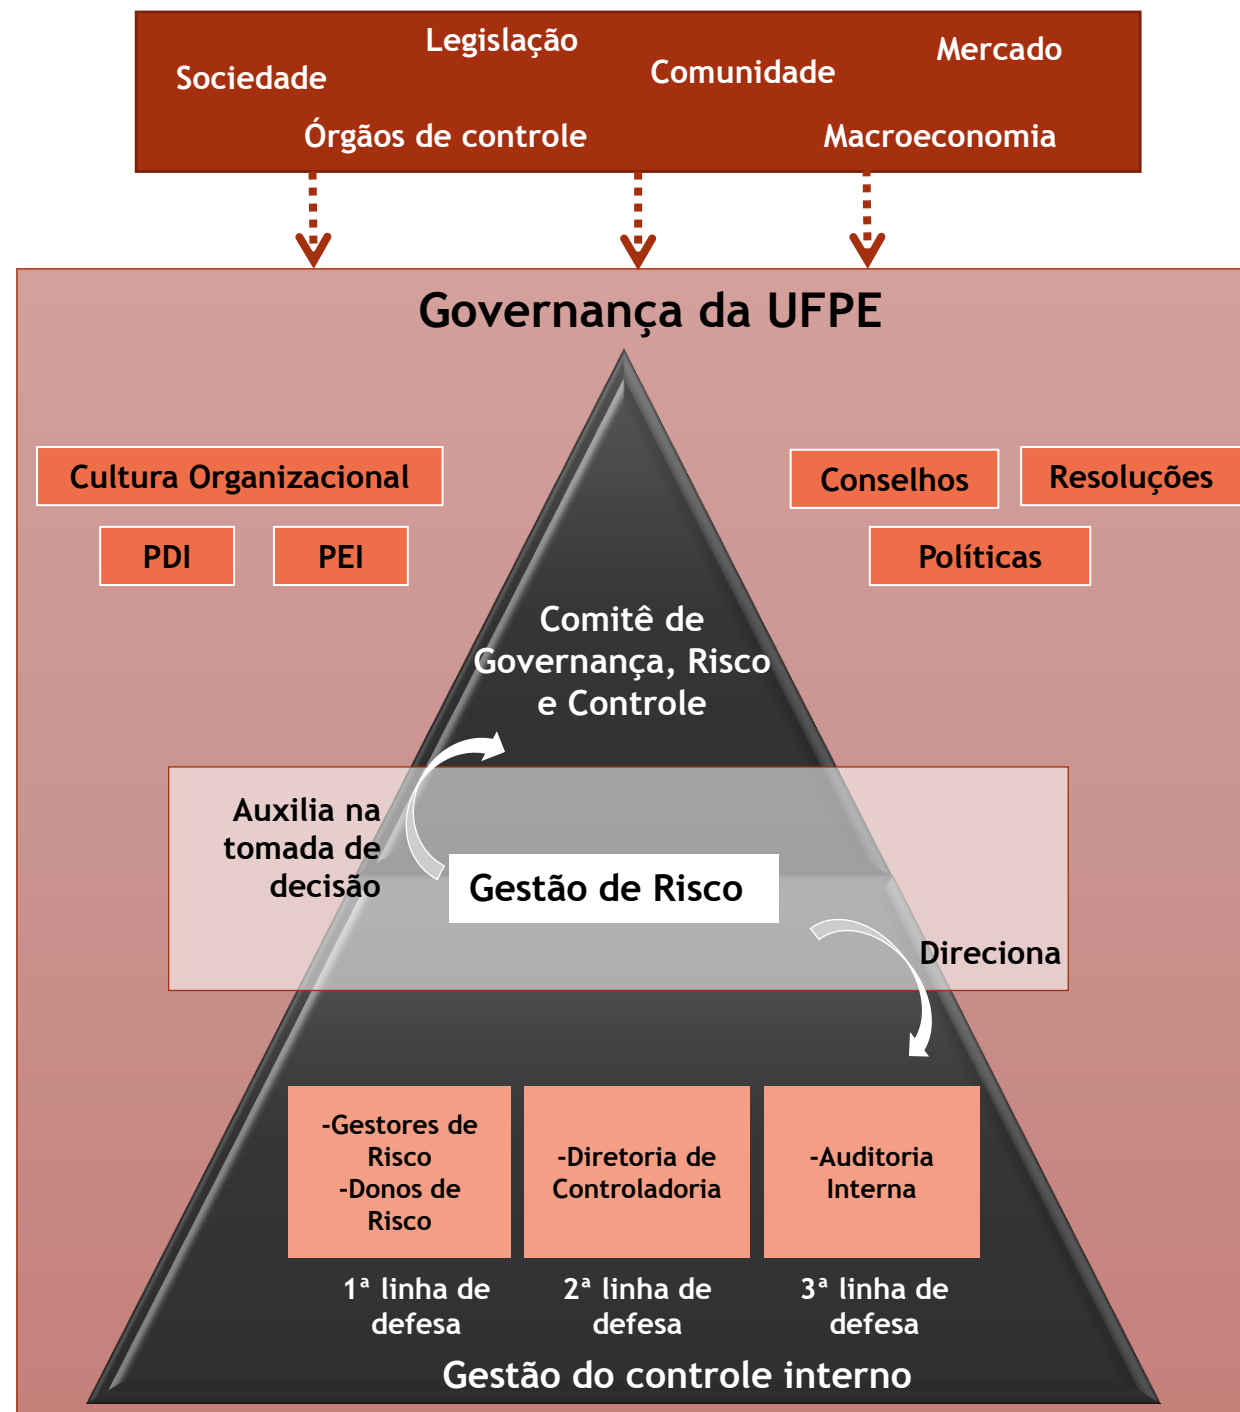 Legislação
Mercado
Sociedade
Comunidade
Órgãos de controle
Macroeconomia
Governança da UFPE
Cultura Organizacional
PDI
PEI
Conselhos
Resoluções
Políticas
Comitê de
Governança, Risco
e Controle
Auxilia na
tomada de
decisão
Gestão de Risco
Direciona
-Gestores de
Risco
-Donos de
Risco
-Diretoria de
Controladoria
-Auditoria
Interna
1ª linha de
defesa
2ª linha de
defesa
3ª linha de
defesa
Gestão do controle interno